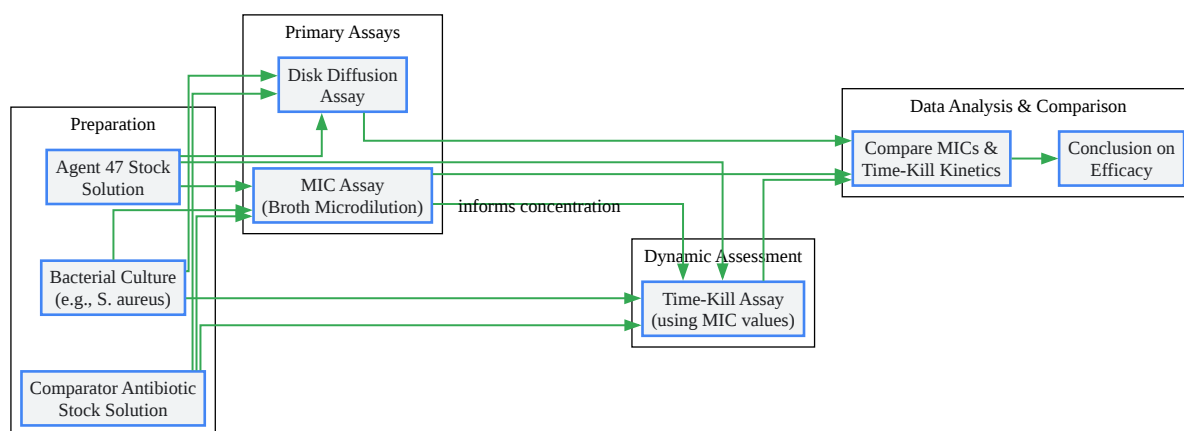 Primary Assays
Disk Diffusion
Assay
MIC Assay
(Broth Microdilution)
Preparation
Agent 47 Stock
Solution
Bacterial Culture
(e.g., S. aureus)
Comparator Antibiotic
Stock Solution
informs concentration
Dynamic Assessment
Time-Kill Assay
(using MIC values)
Data Analysis & Comparison
Compare MICs &
Time-Kill Kinetics
Conclusion on
Efficacy